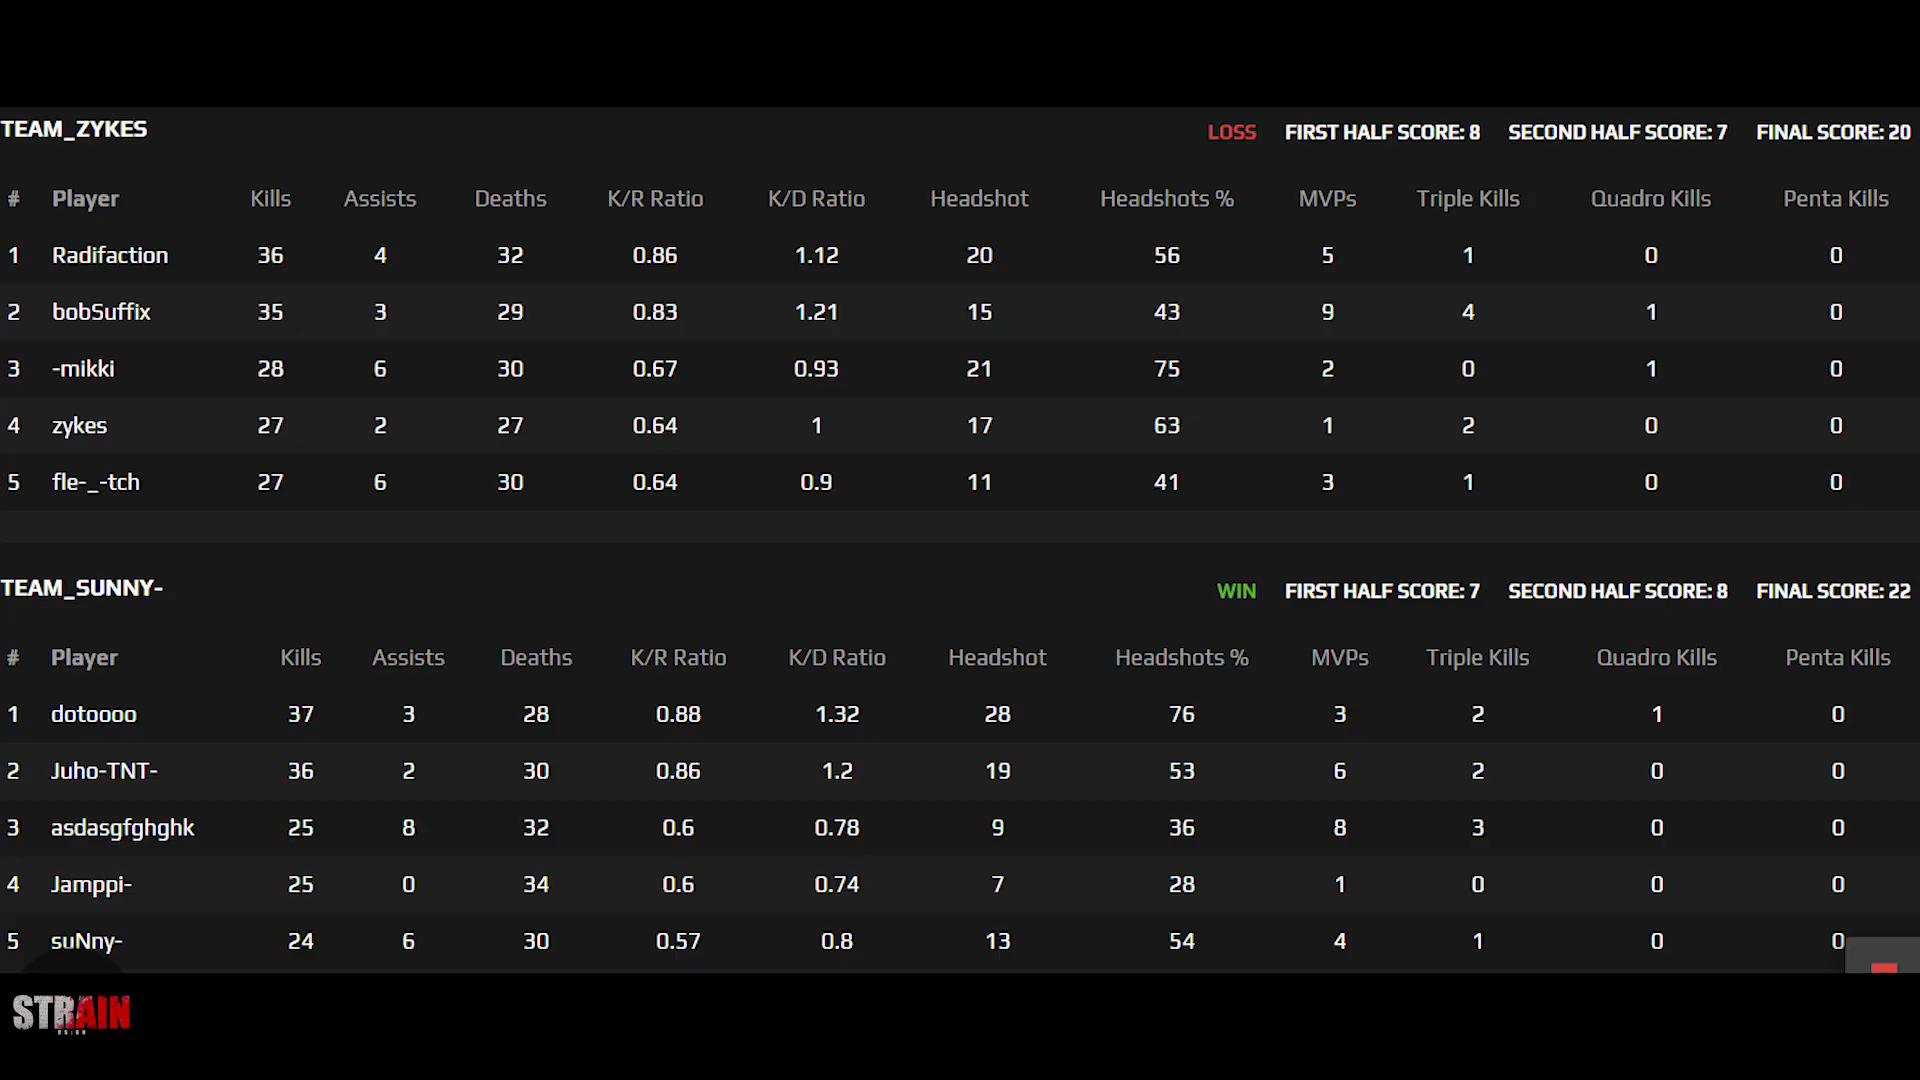 TEAM_ZYKES
LOSS FIRST HALF SCORE: 8 SECOND HALF SCORE: 7 FINAL SCORE: 20
# Player Kills Assists Deaths K/R Ratio K/D Ratio Headshot Headshots % MVPs Triple Kills Quadro Kills Penta Kills
1 Radifaction 36 4 32 0.86 1.12 20 56 5 1 0 0
2 bobSuffix 35 3 29 0.83 1.21 15 43 9 4 1 0
3 -mikki 28 6 30 0.67 0.93 21 75 2 0 1 0
4 zykes 27 2 27 0.64 1 17 63 1 2 0 0
5 fle-_-tch 27 6 30 0.64 0.9 11 41 3 1 0 0
TEAM_SUNNY-
WIN FIRST HALF SCORE: 7 SECOND HALF SCORE: 8 FINAL SCORE: 22
# Player Kills Assists Deaths K/R Ratio K/D Ratio Headshot Headshots % MVPs Triple Kills Quadro Kills Penta Kills
1 dotoooo 37 3 28 0.88 1.32 28 76 3 2 1 0
2 Juho-TNT- 36 2 30 0.86 1.2 19 53 6 2 0 0
3 asdasgfghghk 25 8 32 0.6 0.78 9 36 8 3 0 0
4 Jamppi- 25 0 34 0.6 0.74 7 28 1 0 0 0
5 suNny- 24 6 30 0.57 0.8 13 54 4 1 0 0
STRAIN